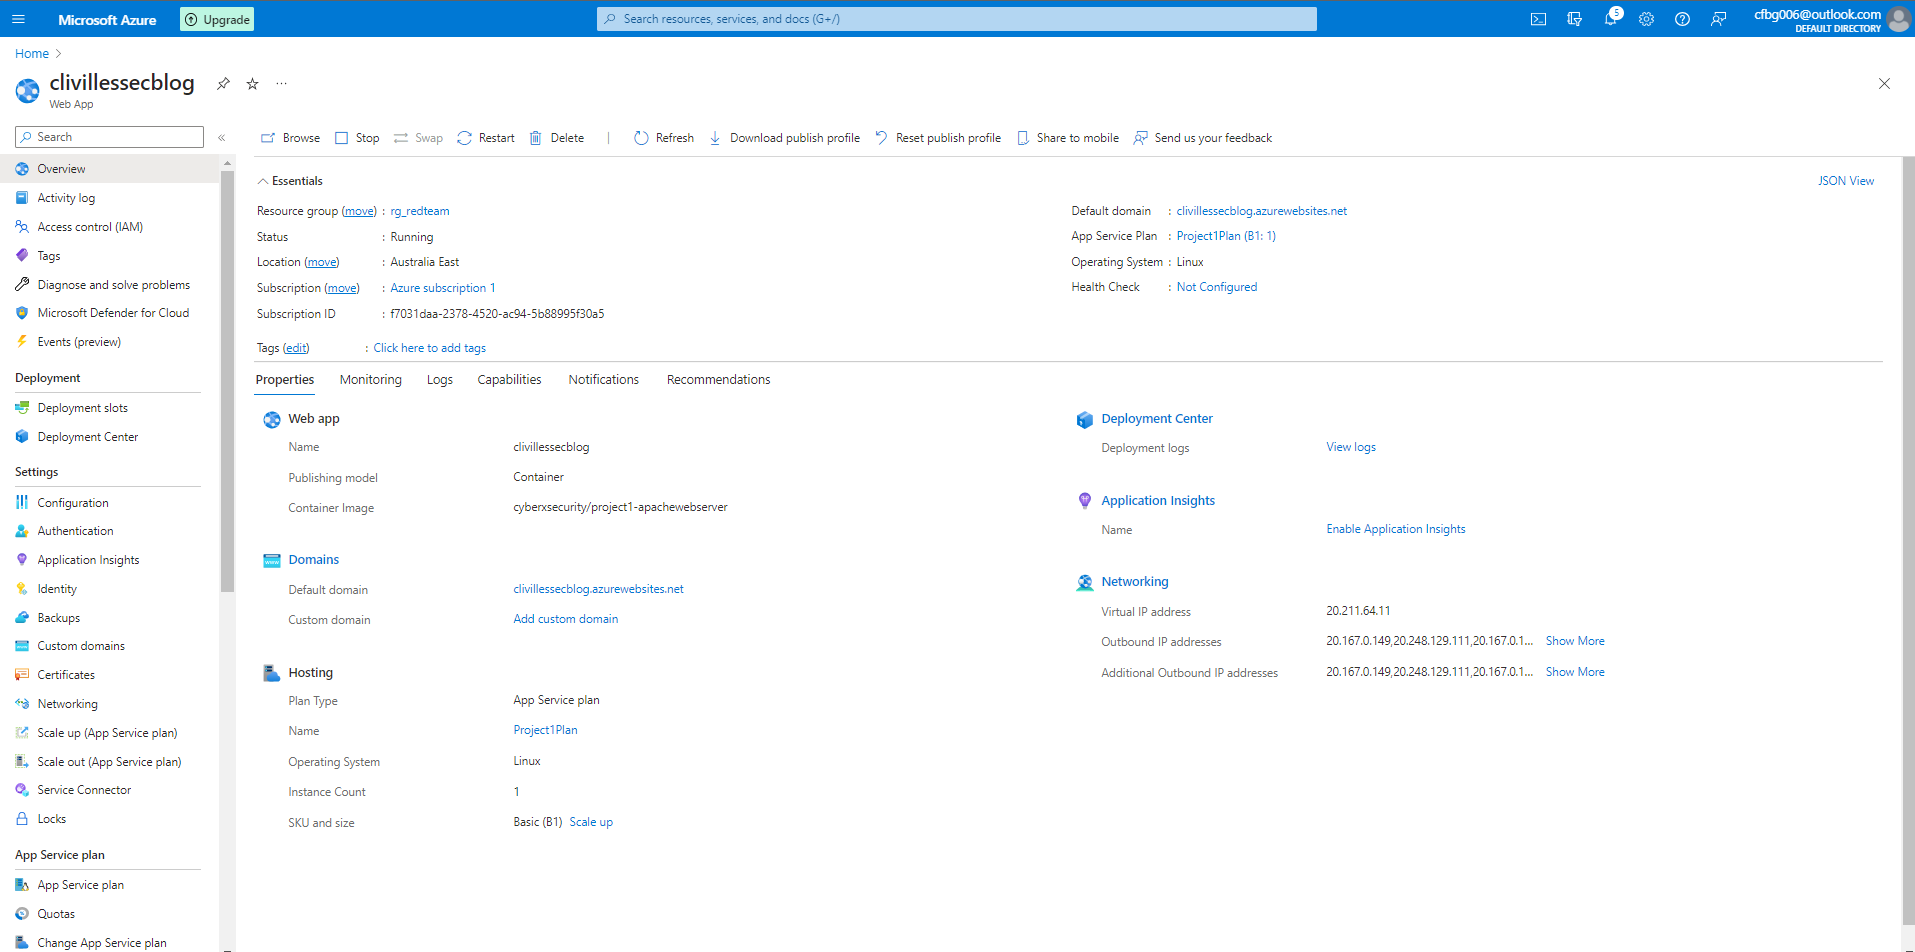 Microsoft Azure
Upgrade
Search resources, services, and docs (G+/)
5
cfbg006@outlook.com
DEFAULT DIRECTORY
Home
clivillessecblog
Web App
Search
Overview
Activity log
Access control (IAM)
Tags
Diagnose and solve problems
Microsoft Defender for Cloud
Events (preview)
Deployment
Deployment slots
Deployment Center
Settings
Configuration
Authentication
Application Insights
Identity
Backups
Custom domains
Certificates
Networking
Scale up (App Service plan)
Scale out (App Service plan)
Service Connector
Locks
App Service plan
App Service plan
Quotas
Change App Service plan
Browse Stop Swap Restart Delete | Refresh Download publish profile Reset publish profile Share to mobile Send us your feedback
Essentials
JSON View
Resource group (move) : rg_redteam
Status : Running
Location (move) : Australia East
Subscription (move) : Azure subscription 1
Subscription ID : f7031daa-2378-4520-ac94-5b88995f30a5
Default domain : clivillessecblog.azurewebsites.net
App Service Plan : Project1Plan (B1: 1)
Operating System : Linux
Health Check : Not Configured
Tags (edit) : Click here to add tags
Properties Monitoring Logs Capabilities Notifications Recommendations
Web app
Name clivillessecblog
Publishing model Container
Container Image cyberxsecurity/project1-apachewebserver
Domains
Default domain clivillessecblog.azurewebsites.net
Custom domain Add custom domain
Hosting
Plan Type App Service plan
Name Project1Plan
Operating System Linux
Instance Count 1
SKU and size Basic (B1) Scale up
Deployment Center
Deployment logs View logs
Application Insights
Name Enable Application Insights
Networking
Virtual IP address 20.211.64.11
Outbound IP addresses 20.167.0.149,20.248.129.111,20.167.0.1... Show More
Additional Outbound IP addresses 20.167.0.149,20.248.129.111,20.167.0.1... Show More